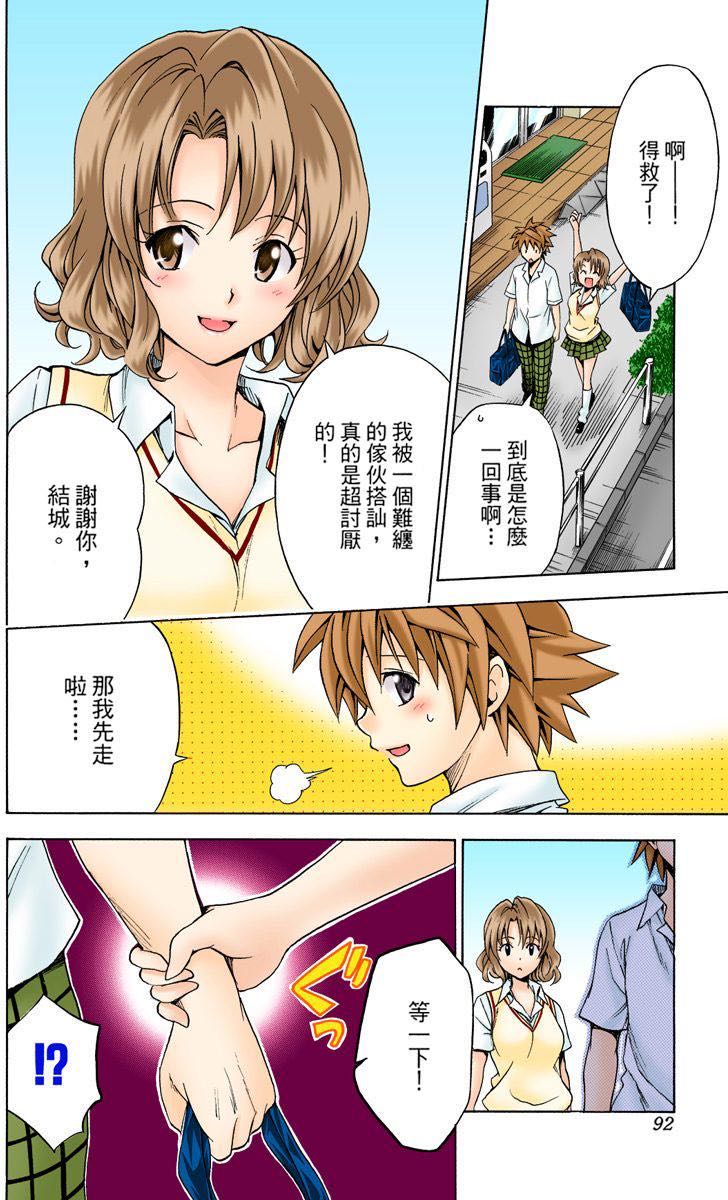 啊——！
得救了！
到底是怎麼
一回事啊…
我被一個難纏
的傢伙搭訕，
真的是超討厭
的！
謝謝你，
結城。
那我先走
啦……
等一下！
ぐっ
!?
92